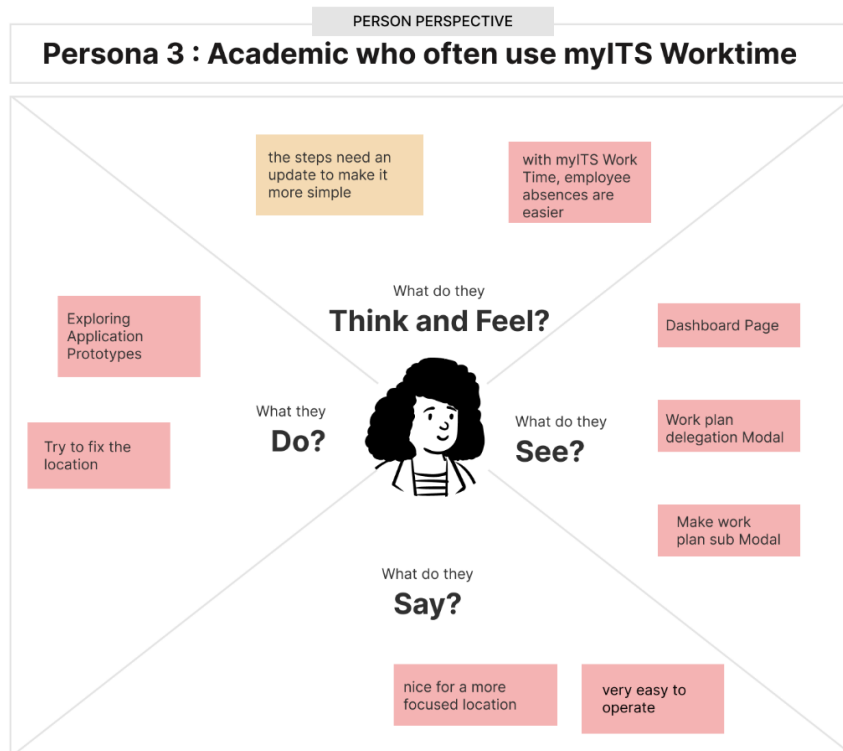 PERSON PERSPECTIVE
Persona 3 : Academic who often use myITS Worktime
the steps need an
update to make it
more simple
with myITS Work
Time, employee
absences are
easier
What do they
Think and Feel?
Exploring
Application
Prototypes
Try to fix the
location
What they
Do?
What do they
See?
Dashboard Page
Work plan
delegation Modal
Make work
plan sub Modal
What do they
Say?
nice for a more
focused location
very easy to
operate